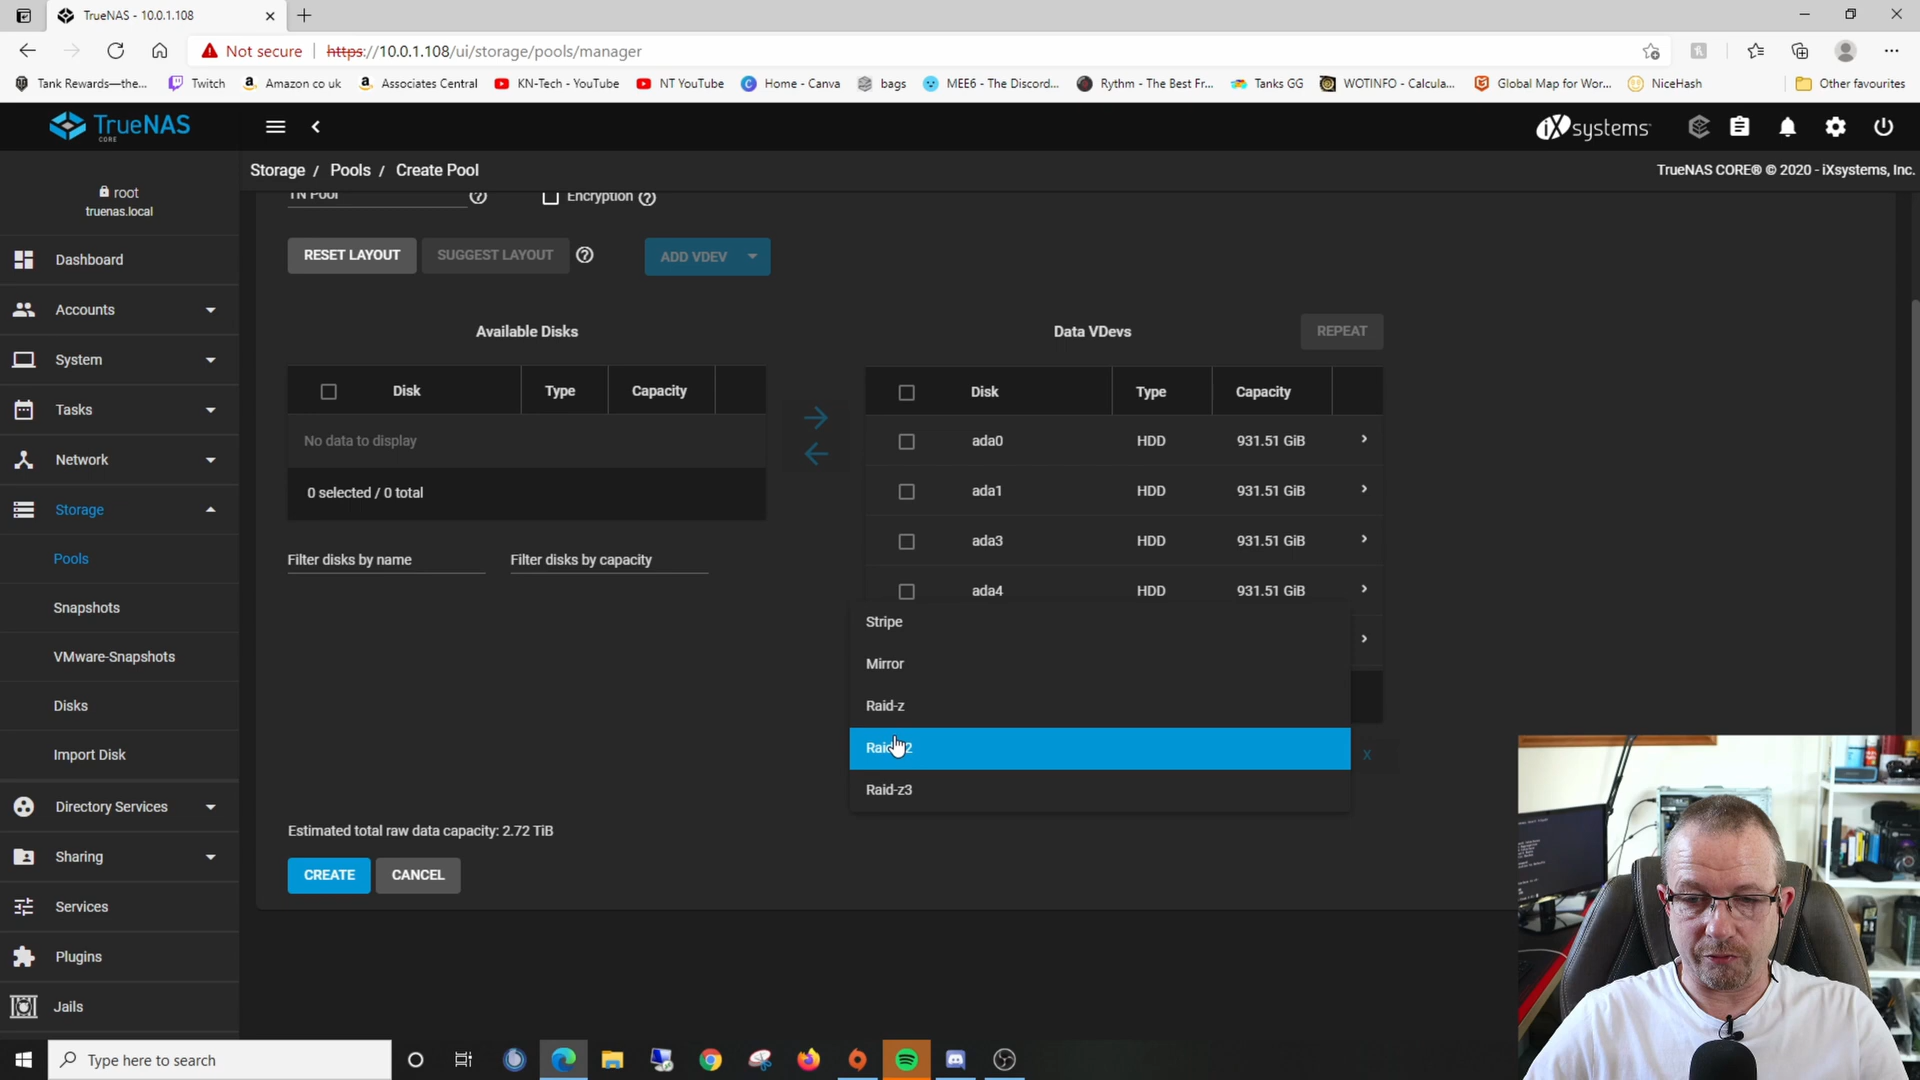 TrueNAS - 10.0.1.108
Not secure
https://10.0.1.108/ui/storage/pools/manager
Tank Rewards—the...
Twitch
Amazon co uk
Associates Central
KN-Tech - YouTube
NT YouTube
Home - Canva
bags
MEE6 - The Discord...
Rythm - The Best Fr...
Tanks GG
WOTINFO - Calcula...
Global Map for Wor...
NiceHash
Other favourites
TrueNAS
CORE
iXsystems
root
truenas.local
Storage / Pools / Create Pool
TrueNAS CORE® © 2020 - iXsystems, Inc.
TN Pool
Encryption
RESET LAYOUT
SUGGEST LAYOUT
ADD VDEV
Dashboard
Accounts
System
Tasks
Network
Storage
Pools
Snapshots
VMware-Snapshots
Disks
Import Disk
Directory Services
Sharing
Services
Plugins
Jails
Available Disks
Disk Type Capacity
No data to display
0 selected / 0 total
Filter disks by name
Filter disks by capacity
Data VDevs
REPEAT
Disk Type Capacity
ada0 HDD 931.51 GiB
ada1 HDD 931.51 GiB
ada3 HDD 931.51 GiB
ada4 HDD 931.51 GiB
Stripe
Mirror
Raid-z
Raid-z2
Raid-z3
x
Estimated total raw data capacity: 2.72 TiB
CREATE
CANCEL
Type here to search